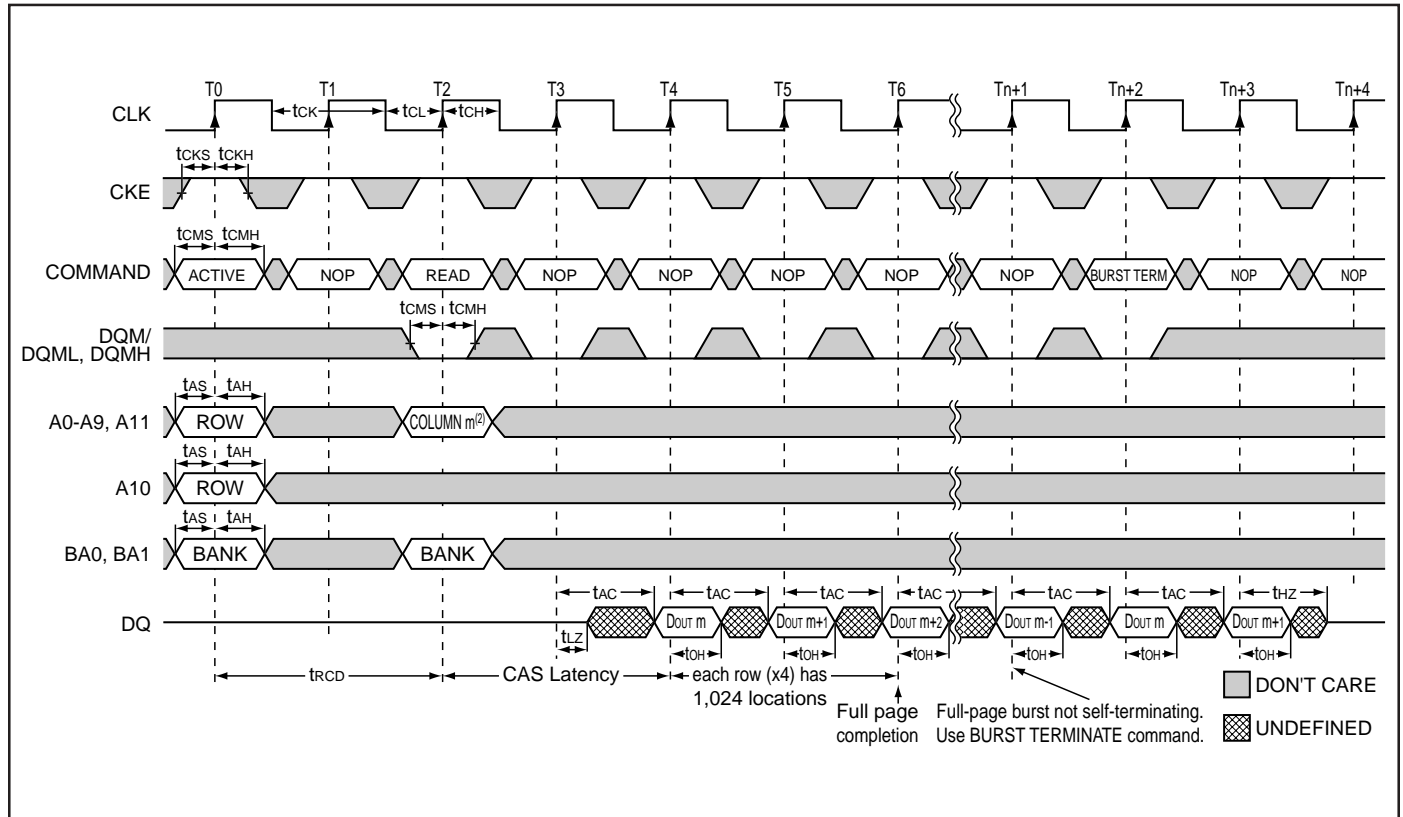 T0 T1 T2 T3 T4 T5 T6 Tn+1 Tn+2 Tn+3 Tn+4
CLK
tCK tCL tCH
tCKS tCKH
CKE
tCMS tCMH
COMMAND
ACTIVE NOP READ NOP NOP NOP NOP NOP BURST TERM NOP NOP
tCMS tCMH
DQM/
DQML, DQMH
tAS tAH
A0-A9, A11
ROW COLUMN m(2)
tAS tAH
A10
ROW
tAS tAH
BA0, BA1
BANK BANK
tAC tAC tAC tAC tAC tAC tHZ
DQ
DOUT m DOUT m+1 DOUT m+2 DOUT m-1 DOUT m DOUT m+1
tLZ tOH tOH tOH tOH tOH tOH
tRCD CAS Latency each row (x4) has
1,024 locations
Full page
completion
Full-page burst not self-terminating.
Use BURST TERMINATE command.
DON'T CARE
UNDEFINED